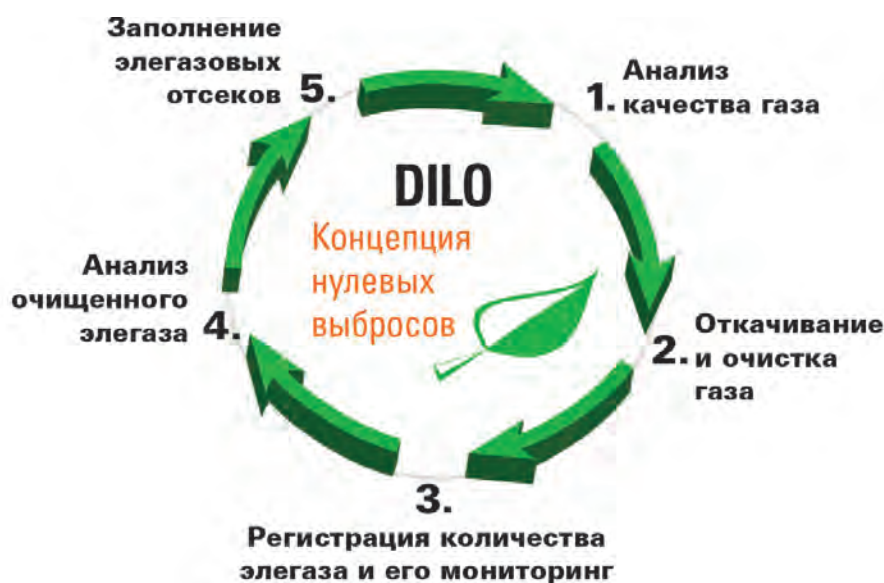 Заполнение
элегазовых
отсеков 5.
1. Анализ
качества газа
DILO
Концепция
нулевых
выбросов
2. Откачивание
и очистка
газа
3.
Регистрация количества
элегаза и его мониторинг
Анализ
очищенного
элегаза 4.